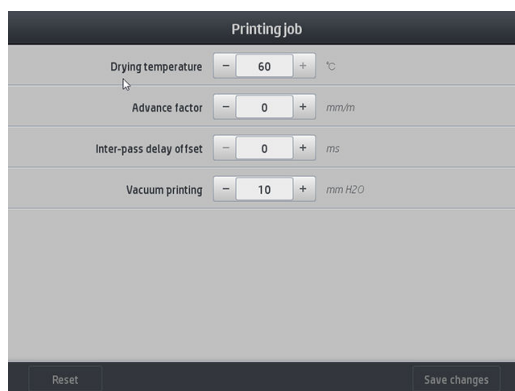 Printing job
Drying temperature − 60 + °C
Advance factor − 0 + mm/m
Inter-pass delay offset − 0 + ms
Vacuum printing − 10 + mm H2O
Reset Save changes